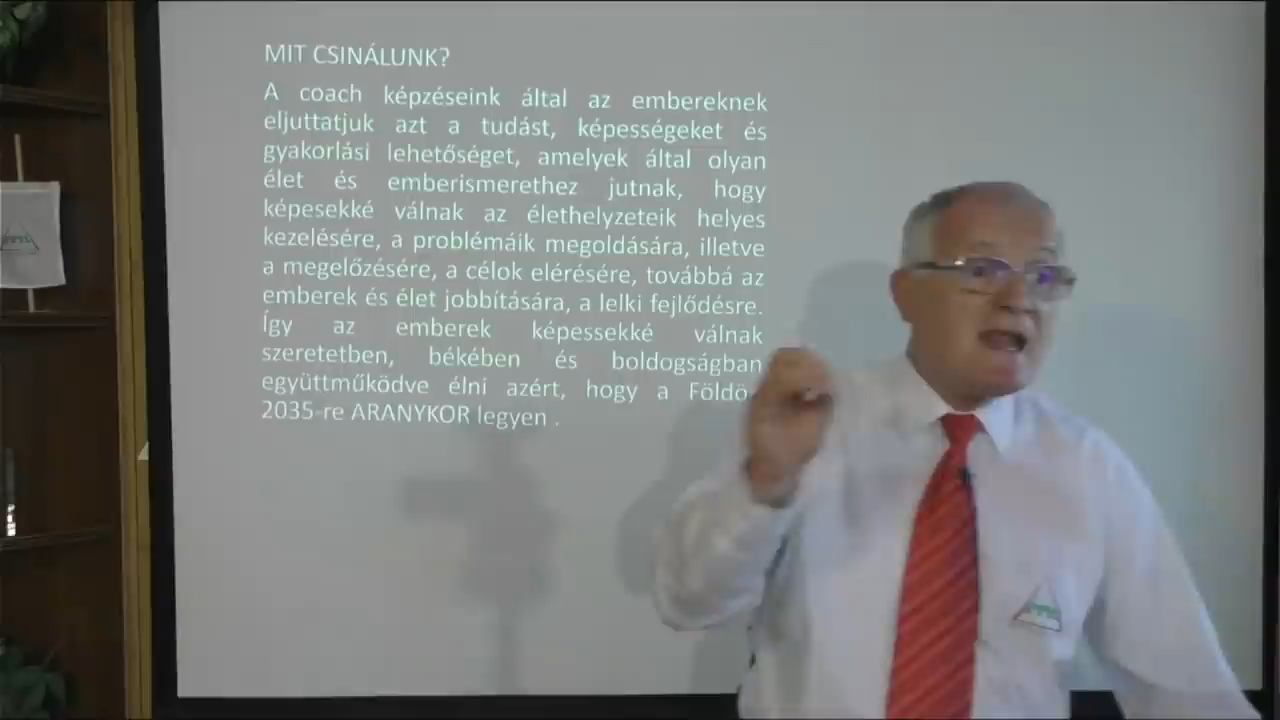 MIT CSINÁLUNK?
A coach képzéseink által az embereknek
eljuttatjuk azt a tudást, képességeket és
gyakorlási lehetőséget, amelyek által olyan
élet és emberismerethez jutnak, hogy
képesekké válnak az élethelyzeteik helyes
kezelésére, a problémáik megoldására, illetve
a megelőzésére, a célok elérésére, továbbá az
emberek és élet jobbítására, a lelki fejlődésre.
Így az emberek képessekké válnak
szeretetben, békében és boldogságban
együttműködve élni azért, hogy a
2035-re ARANYKOR legyen .